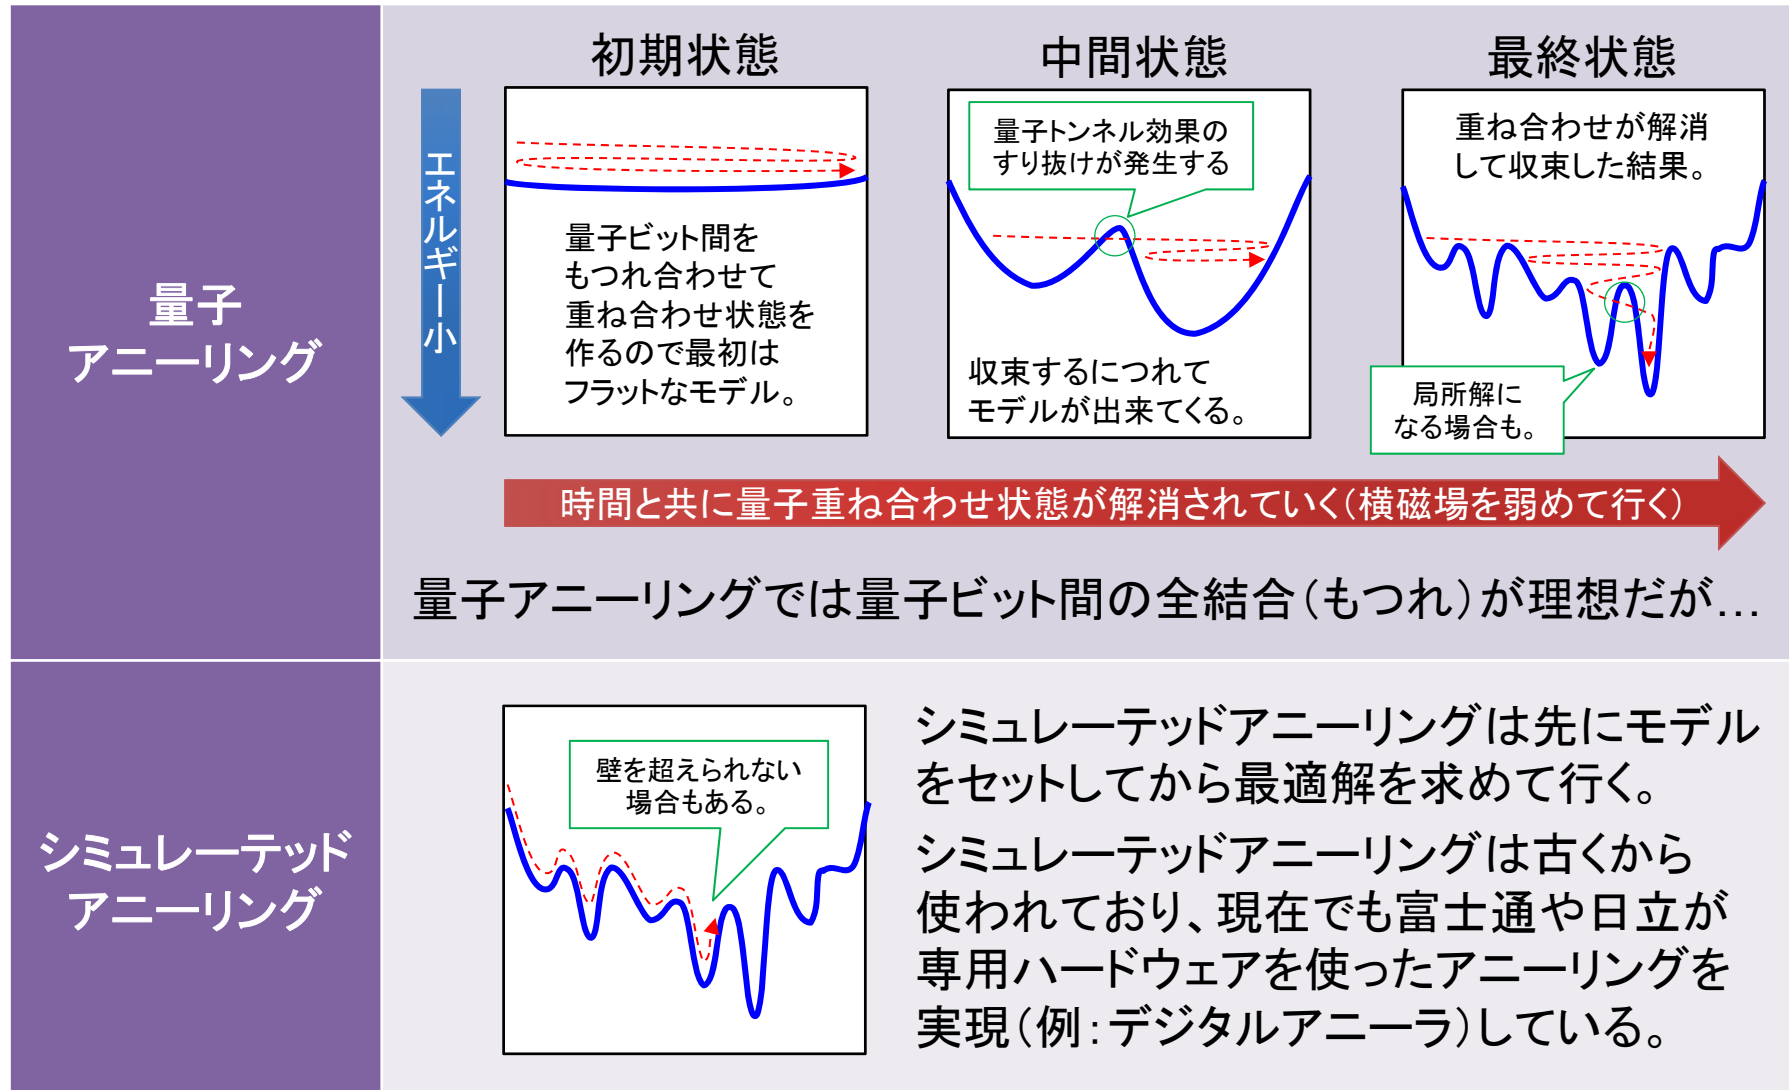 量子
アニーリング
初期状態
中間状態
最終状態
エネルギー小
量子ビット間を
もつれ合わせて
重ね合わせ状態を
作るので最初は
フラットなモデル。
量子トンネル効果の
すり抜けが発生する
収束するにつれて
モデルが出来てくる。
重ね合わせが解消
して収束した結果。
局所解に
なる場合も。
時間と共に量子重ね合わせ状態が解消されていく(横磁場を弱めて行く)
量子アニーリングでは量子ビット間の全結合(もつれ)が理想だが…
シミュレーテッド
アニーリング
壁を超えられない
場合もある。
シミュレーテッドアニーリングは先にモデル
をセットしてから最適解を求めて行く。
シミュレーテッドアニーリングは古くから
使われており、現在でも富士通や日立が
専用ハードウェアを使ったアニーリングを
実現(例:デジタルアニーラ)している。